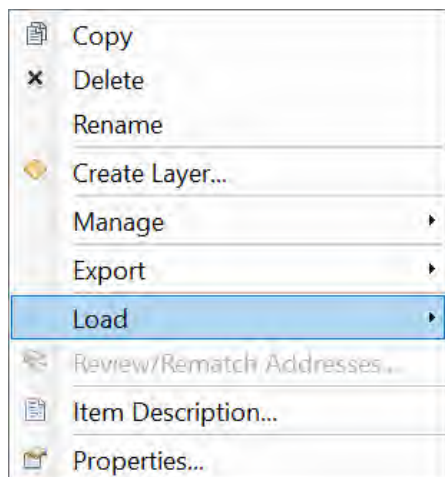 Copy
Delete
Rename
Create Layer...
Manage
Export
Load
Review/Rematch Addresses...
Item Description...
Properties...